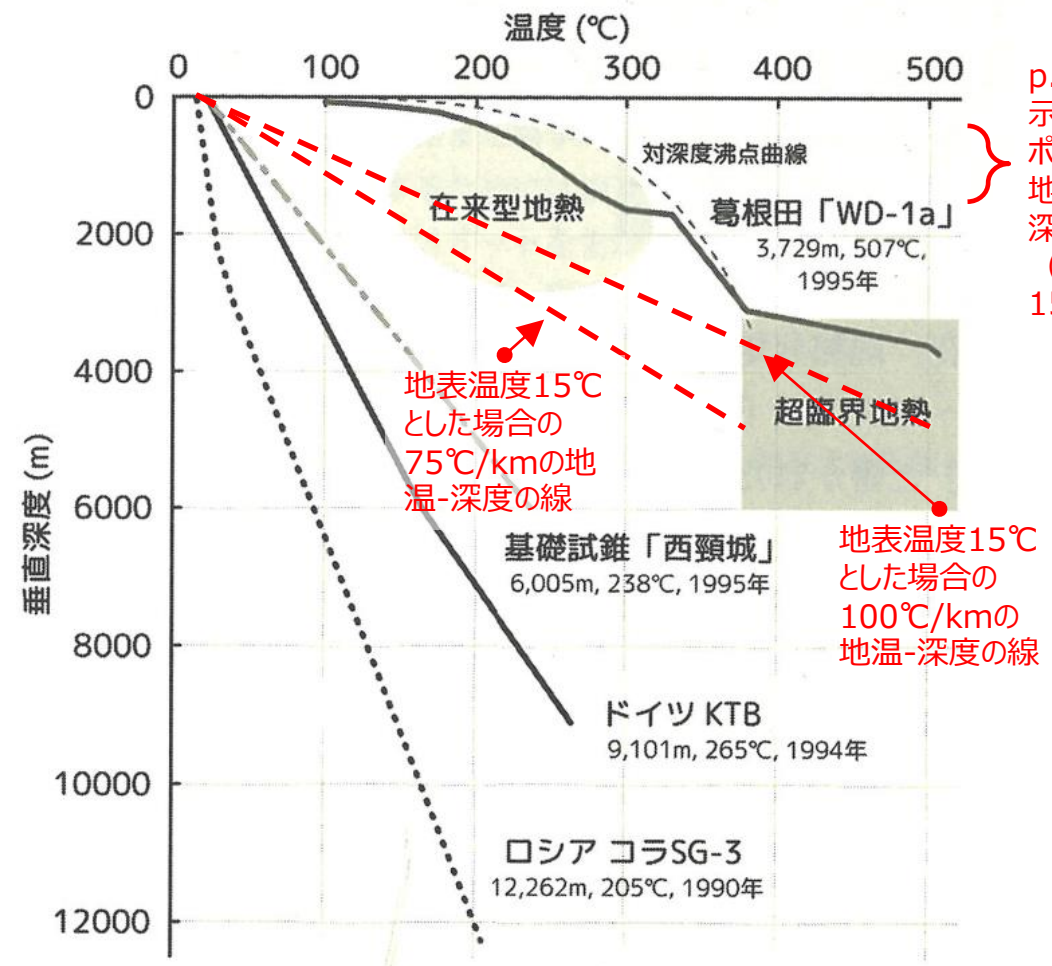 温度 (℃)
0 100 200 300 400 500
垂直深度 (m)
0
2000
4000
6000
8000
10000
12000
対深度沸点曲線
在来型地熱
葛根田「WD-1a」
3,729m, 507℃,
1995年
超臨界地熱
地表温度15℃
とした場合の
75℃/kmの地
温-深度の線
基礎試錐「西頸城」
6,005m, 238℃, 1995年
地表温度15℃
とした場合の
100℃/kmの
地温-深度の線
ドイツ KTB
9,101m, 265℃, 1994年
ロシア コラSG-3
12,262m, 205℃, 1990年
p.
示
ポ
地
深
（
15